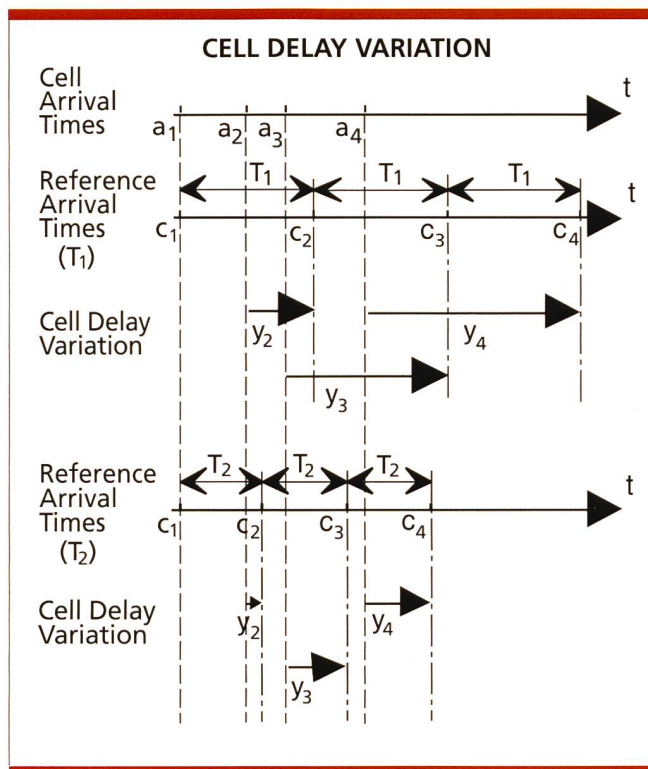 CELL DELAY VARIATION
Cell
Arrival
Times
t
a1 a2 a3 a4
Reference
Arrival
Times
(T1)
T1 T1 T1
t
c1 c2 c3 c4
Cell Delay
Variation
y2 y4
y3
Reference
Arrival
Times
(T2)
T2 T2 T2
t
c1 c2 c3 c4
Cell Delay
Variation
y2 y4
y3